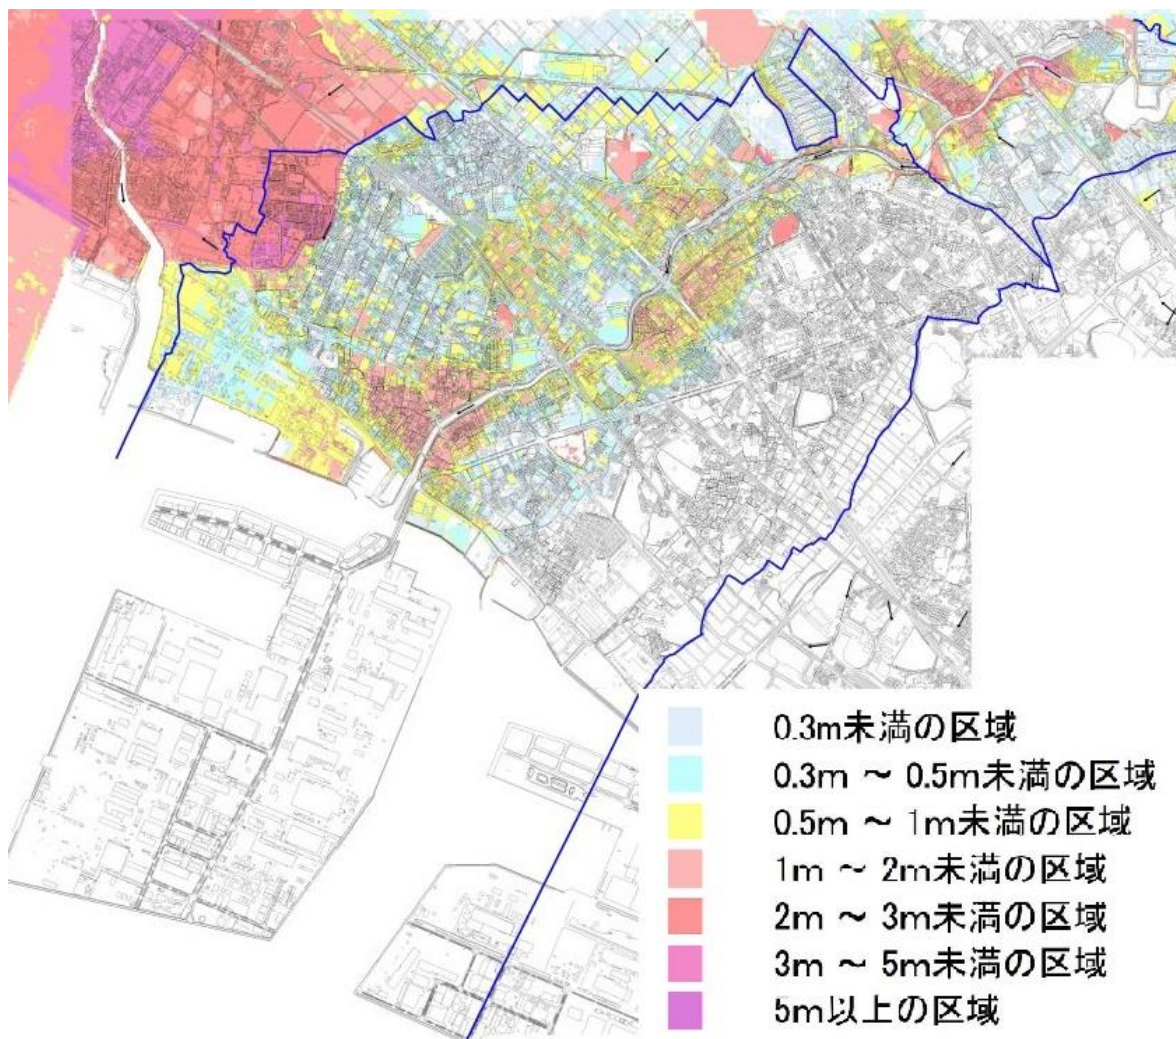 0.3m未満の区域
0.3m ～ 0.5m未満の区域
0.5m ～ 1m未満の区域
1m ～ 2m未満の区域
2m ～ 3m未満の区域
3m ～ 5m未満の区域
5m以上の区域